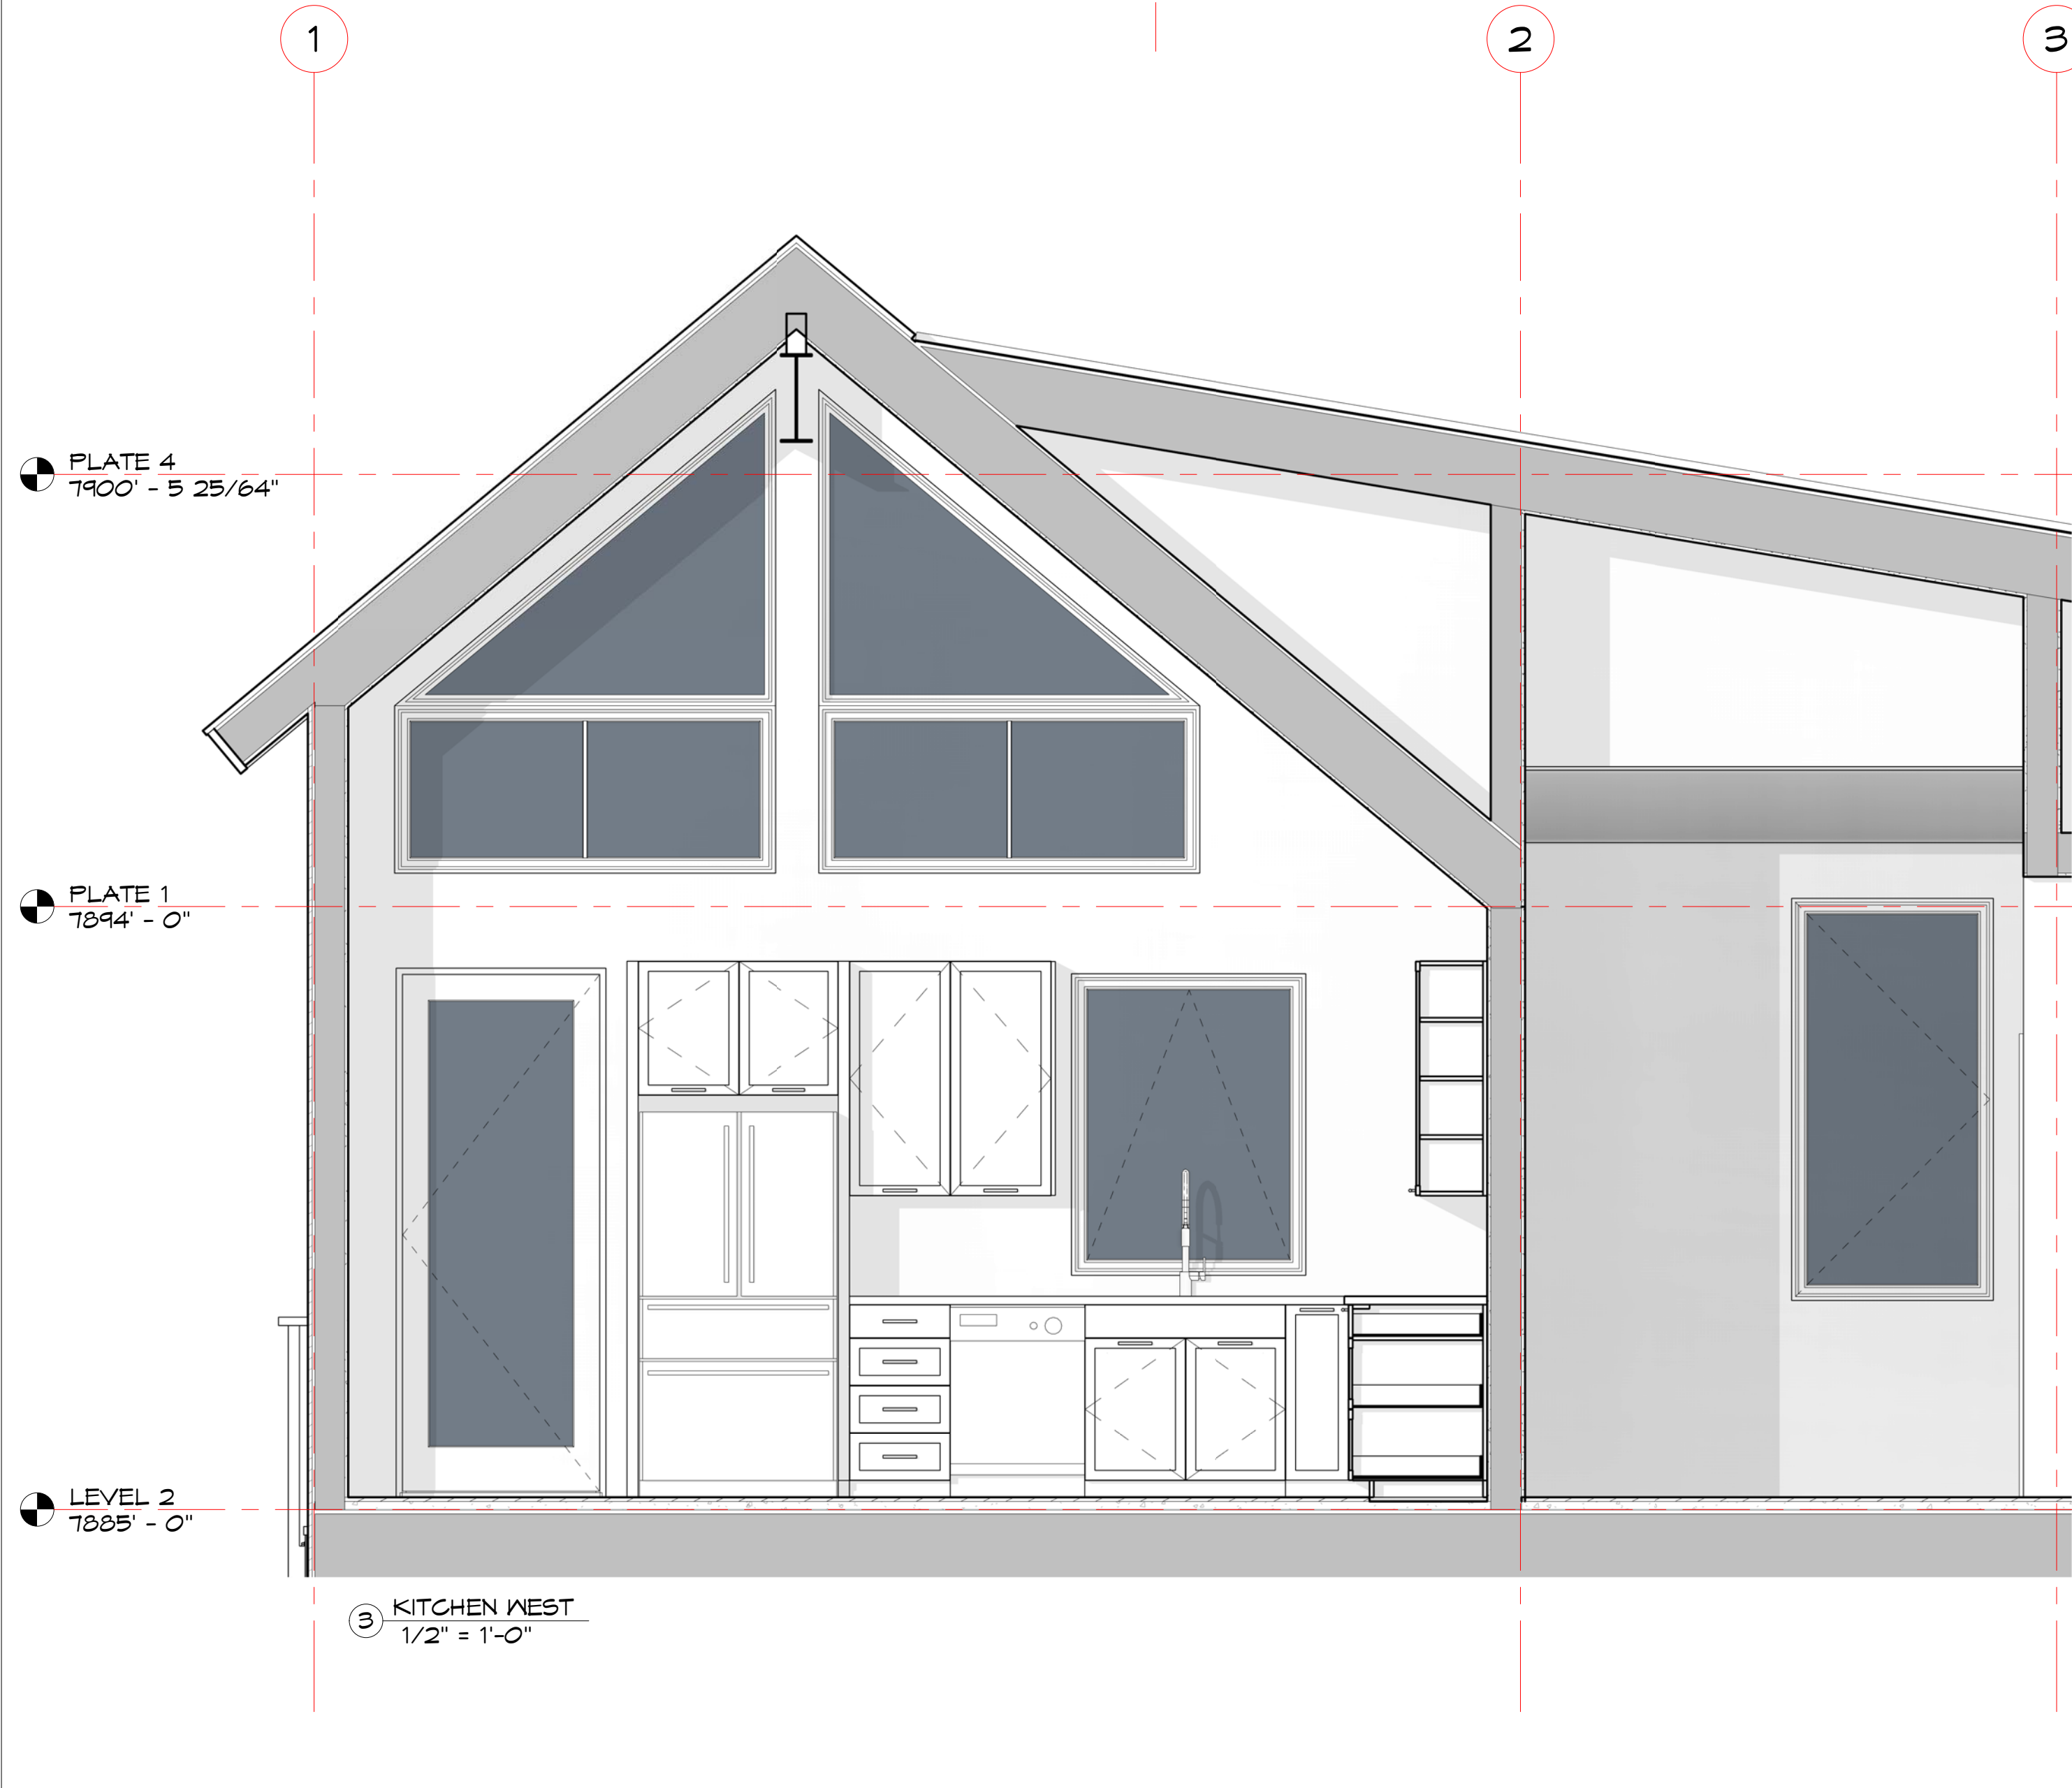 1
2
3
PLATE 4
7900' - 5 25/64"
PLATE 1
7894' - 0"
LEVEL 2
7885' - 0"
3 KITCHEN WEST
1/2" = 1'-0"